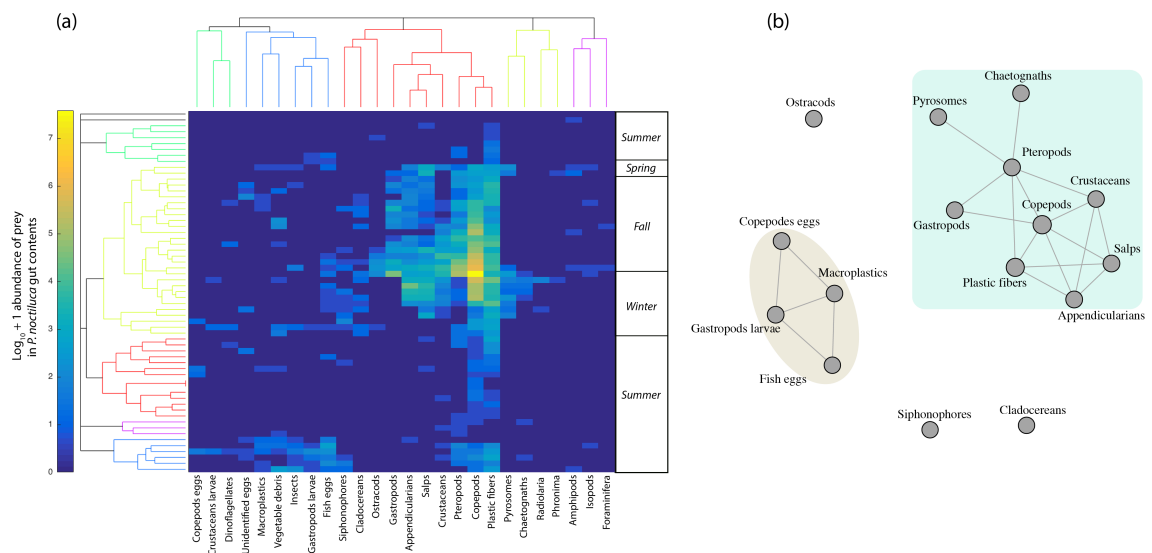 (a)
(b)
Log10 + 1 abundance of prey
in P. noctiluca gut contents
7
6
5
4
3
2
1
0
Summer
Spring
Fall
Winter
Summer
Copepods eggs
Crustaceans larvae
Dinoflagellates
Unidentified eggs
Macroplastics
Vegetable debris
Insects
Gastropods larvae
Fish eggs
Siphonophores
Cladocereans
Ostracods
Gastropods
Appendicularians
Salps
Crustaceans
Pteropods
Copepods
Plastic fibers
Pyrosomes
Chaetognaths
Radiolaria
Phronima
Amphipods
Isopods
Foraminifera
Chaetognaths
Ostracods
Pyrosomes
Pteropods
Crustaceans
Copepods
Gastropods
Copepodes eggs
Salps
Macroplastics
Plastic fibers
Appendicularians
Gastropods larvae
Fish eggs
Siphonophores
Cladocereans